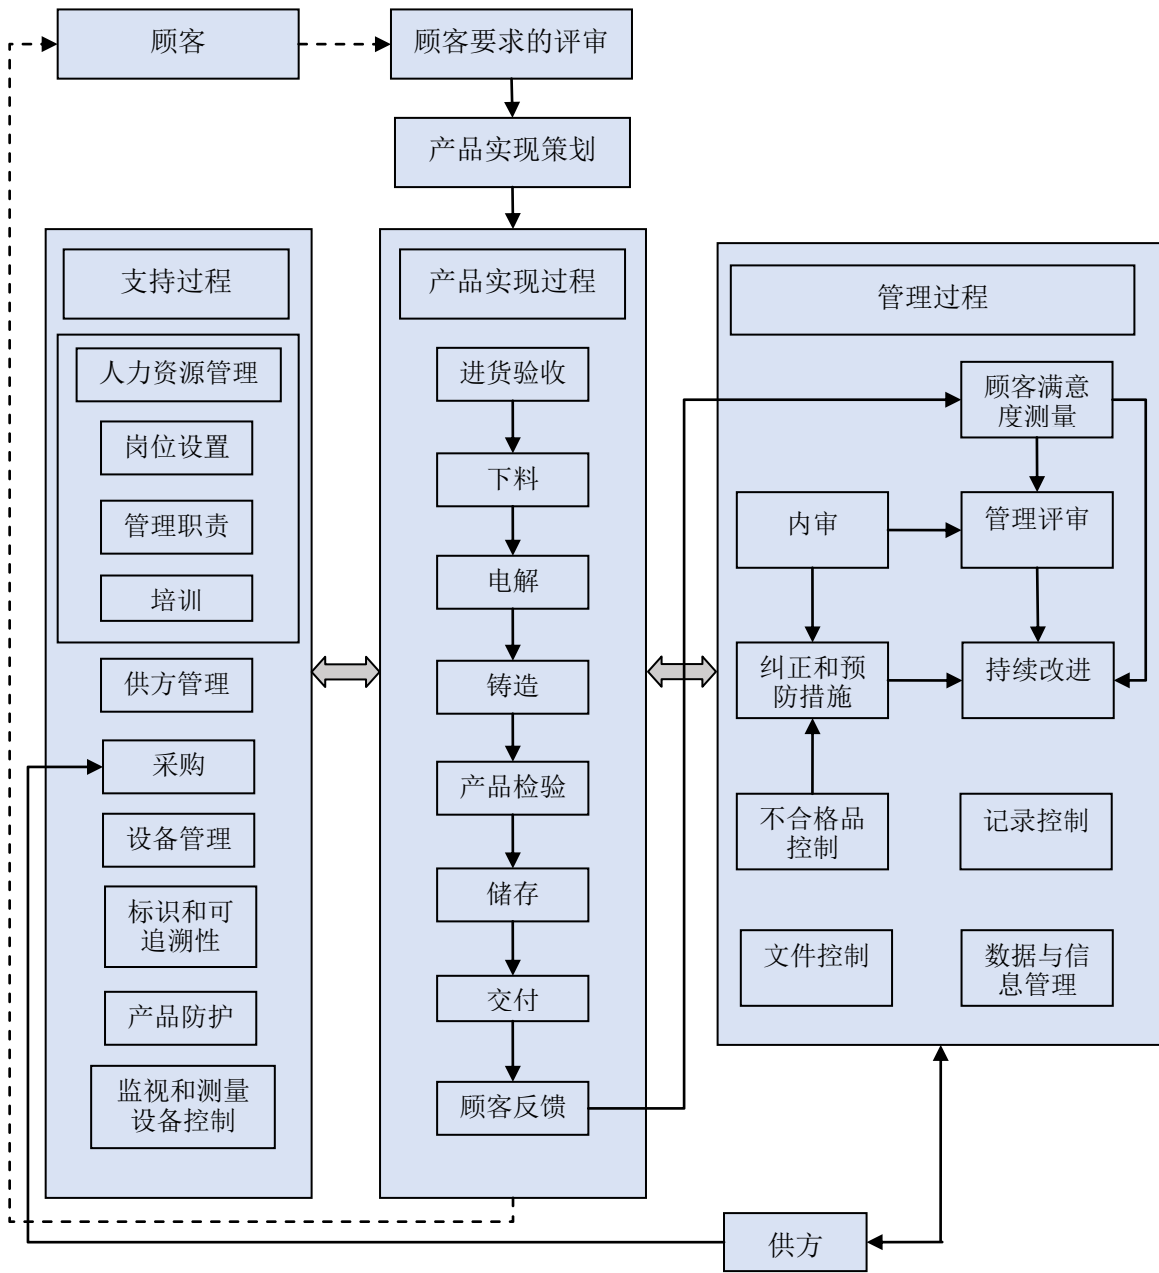 顾客
顾客要求的评审
产品实现策划
支持过程
人力资源管理
岗位设置
管理职责
培训
供方管理
采购
设备管理
标识和可
追溯性
产品防护
监视和测量
设备控制
产品实现过程
进货验收
下料
电解
铸造
产品检验
储存
交付
顾客反馈
管理过程
顾客满意
度测量
内审
管理评审
纠正和预
防措施
持续改进
不合格品
控制
记录控制
文件控制
数据与信
息管理
供方